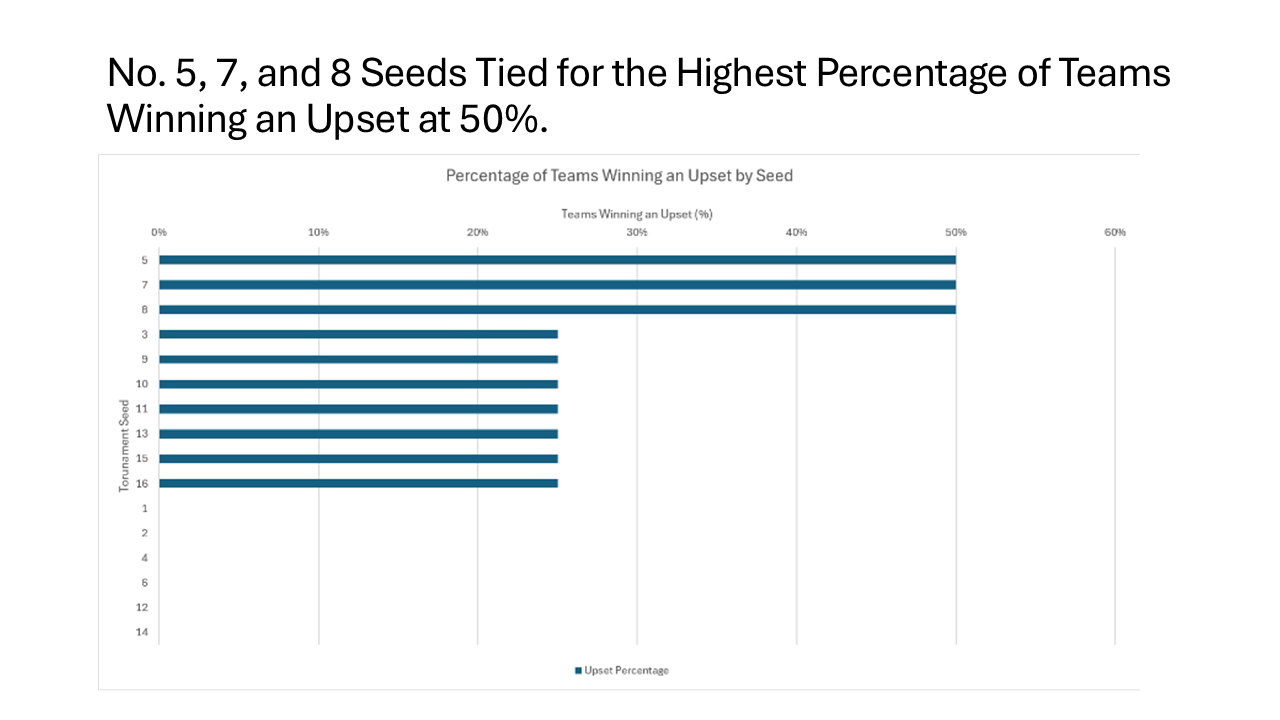 No. 5, 7, and 8 Seeds Tied for the Highest Percentage of Teams
Winning an Upset at 50%.
Percentage of Teams Winning an Upset by Seed
Teams Winning an Upset (%)
0% 10% 20% 30% 40% 50% 60%
5
7
8
3
9
10
11
13
15
16
1
2
4
6
12
14
Torunament Seed
Upset Percentage